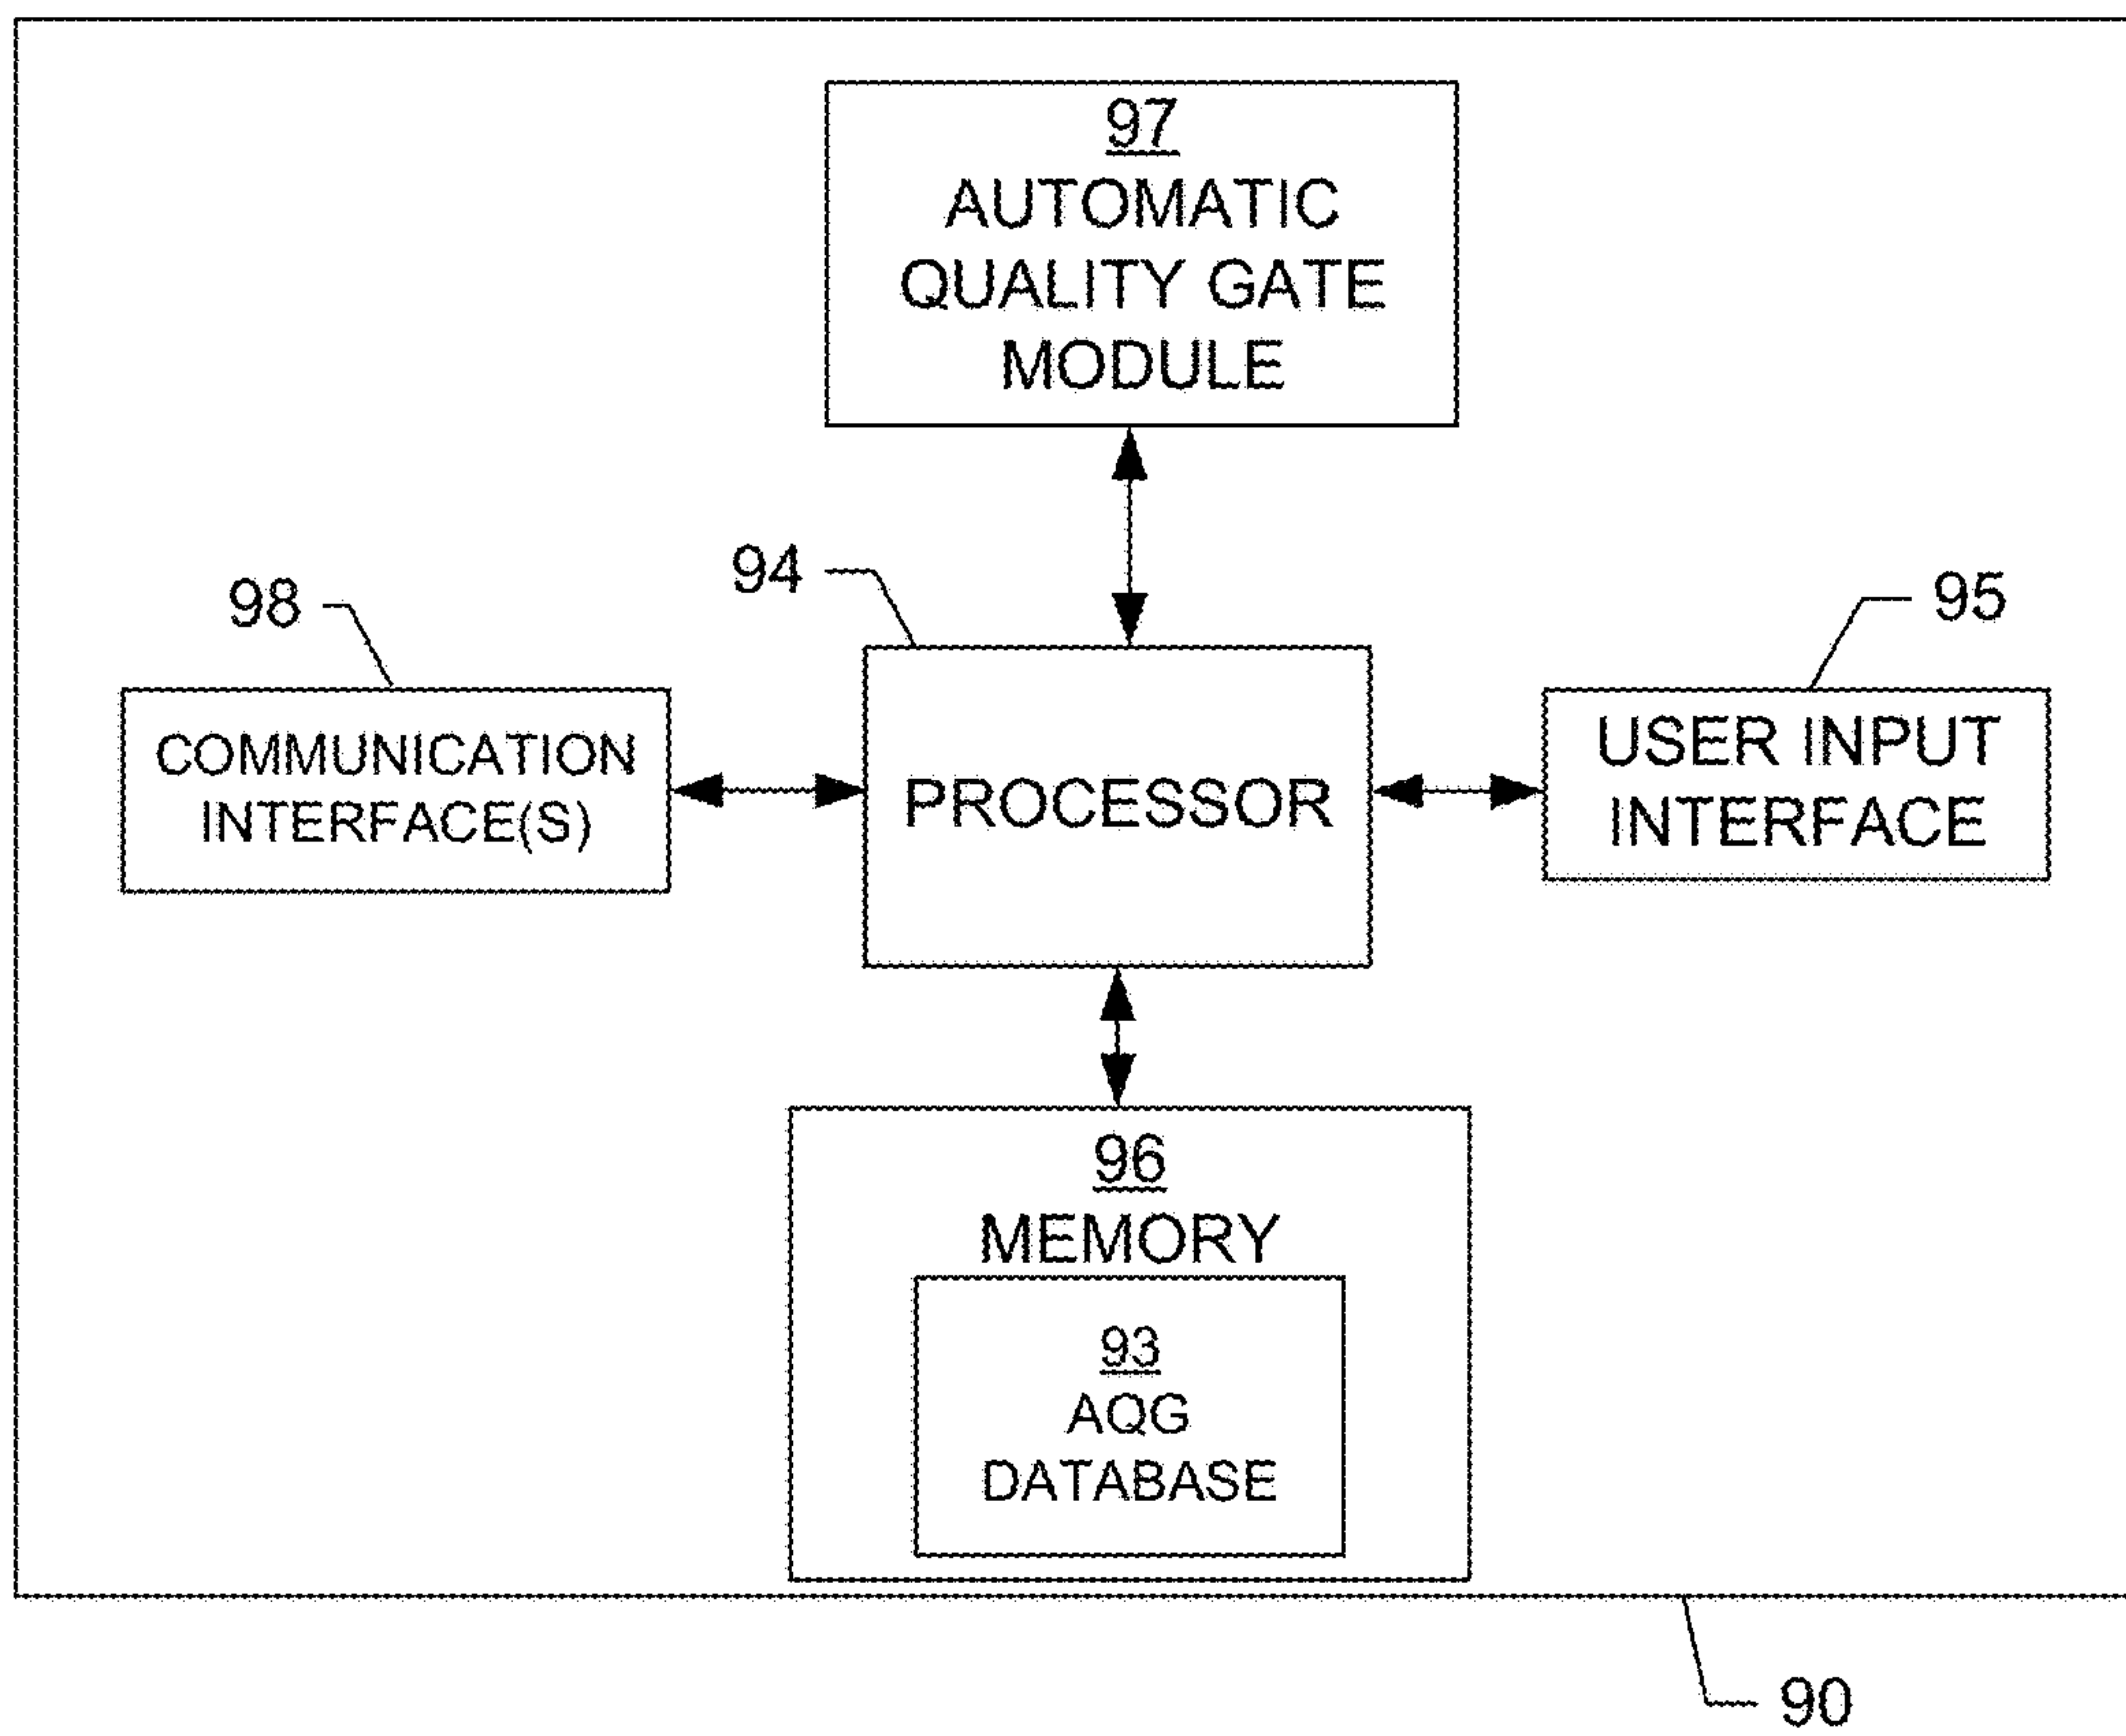 97
AUTOMATIC
QUALITY GATE
MODULE
94
98
95
COMMUNICATION
INTERFACE(S)
PROCESSOR
USER INPUT
INTERFACE
96
MEMORY
93
AQG
DATABASE
90